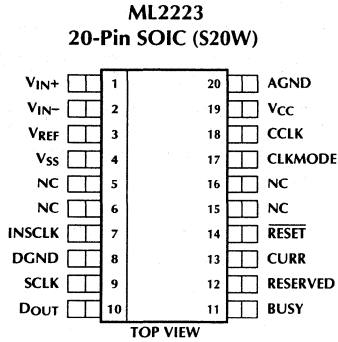 ML2223
20-Pin SOIC (S20W)
VIN+ 1 20 AGND
VIN− 2 19 VCC
VREF 3 18 CCLK
VSS 4 17 CLKMODE
NC 5 16 NC
NC 6 15 NC
INSCLK 7 14 RESET
DGND 8 13 CURR
SCLK 9 12 RESERVED
DOUT 10 11 BUSY
TOP VIEW